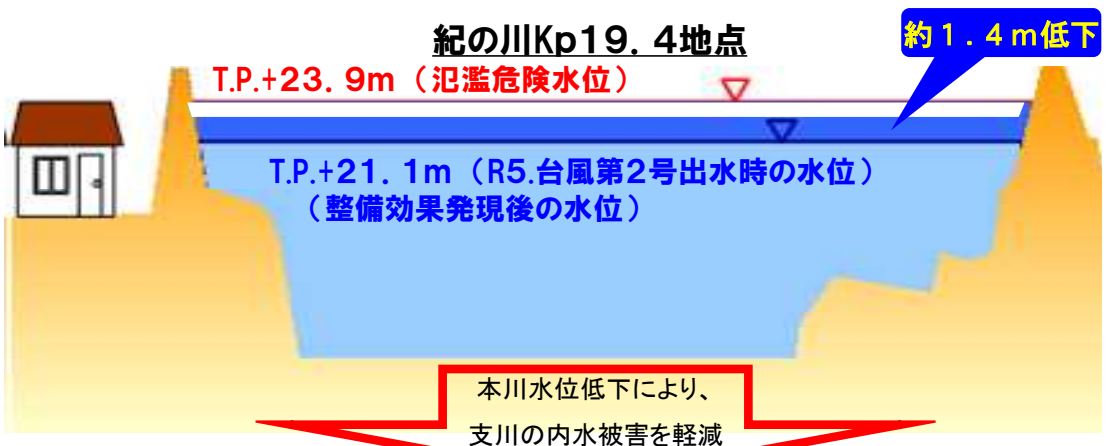 紀の川Kp19.4地点
約1.4m低下
T.P.+23.9m（氾濫危険水位）
T.P.+21.1m（R5.台風第2号出水時の水位）
（整備効果発現後の水位）
本川水位低下により、
支川の内水被害を軽減